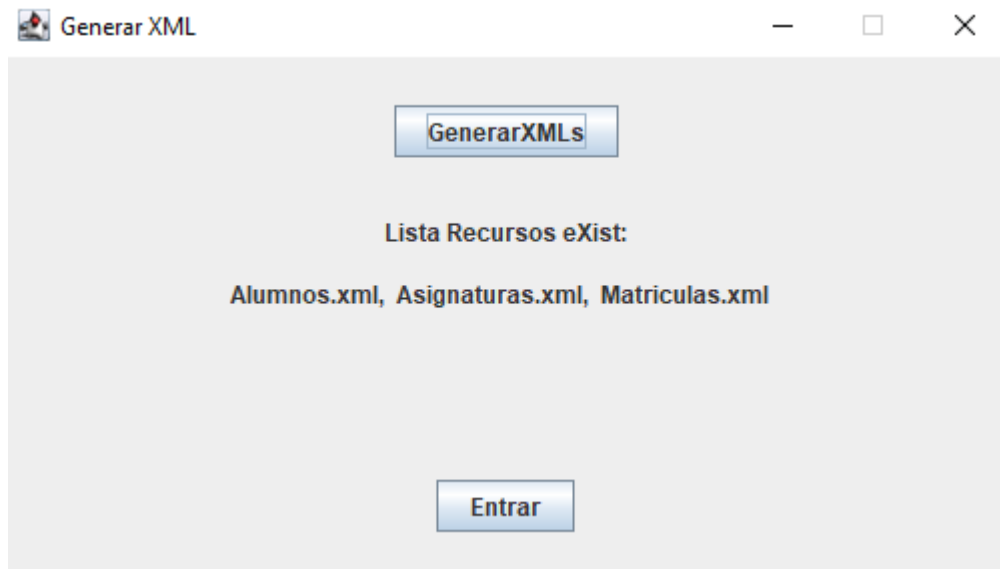 Generar XML
GenerarXMLs
Lista Recursos eXist:
Alumnos.xml, Asignaturas.xml, Matriculas.xml
Entrar